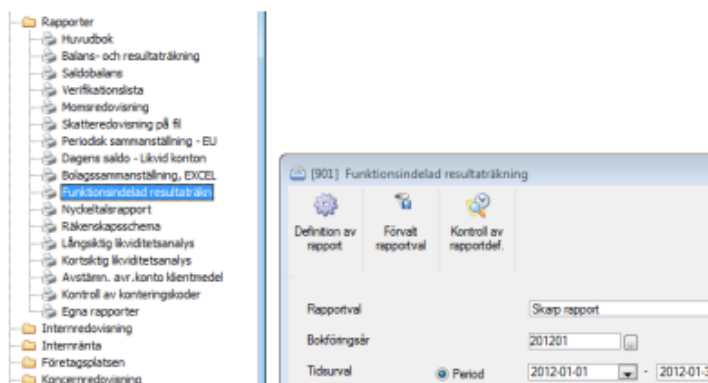 Rapporter
Huvudbok
Balans- och resultaträkning
Saldobalans
Verifikationslista
Momsredovisning
Skatteredovisning på fil
Periodisk sammanställning - EU
Dagens saldo - Likvid konton
Bolagssammanställning, EXCEL
Funktionsindelad resultaträkn
Nyckeltalsrapport
Räkenskapsschema
Långsiktig likviditetsanalys
Kortsiktig likviditetsanalys
Avstämn. avr.konto klientmedel
Kontroll av konteringskoder
Egna rapporter
Internredovisning
Internränta
Företagsplatsen
Koncernredovisning
[901] Funktionsindelad resultaträkning
Definition av rapport
Förvalt rapportval
Kontroll av rapportdef.
Rapportval Skarp rapport
Bokföringsår 201201 ...
Tidsurval Period 2012-01-01 - 2012-01-3